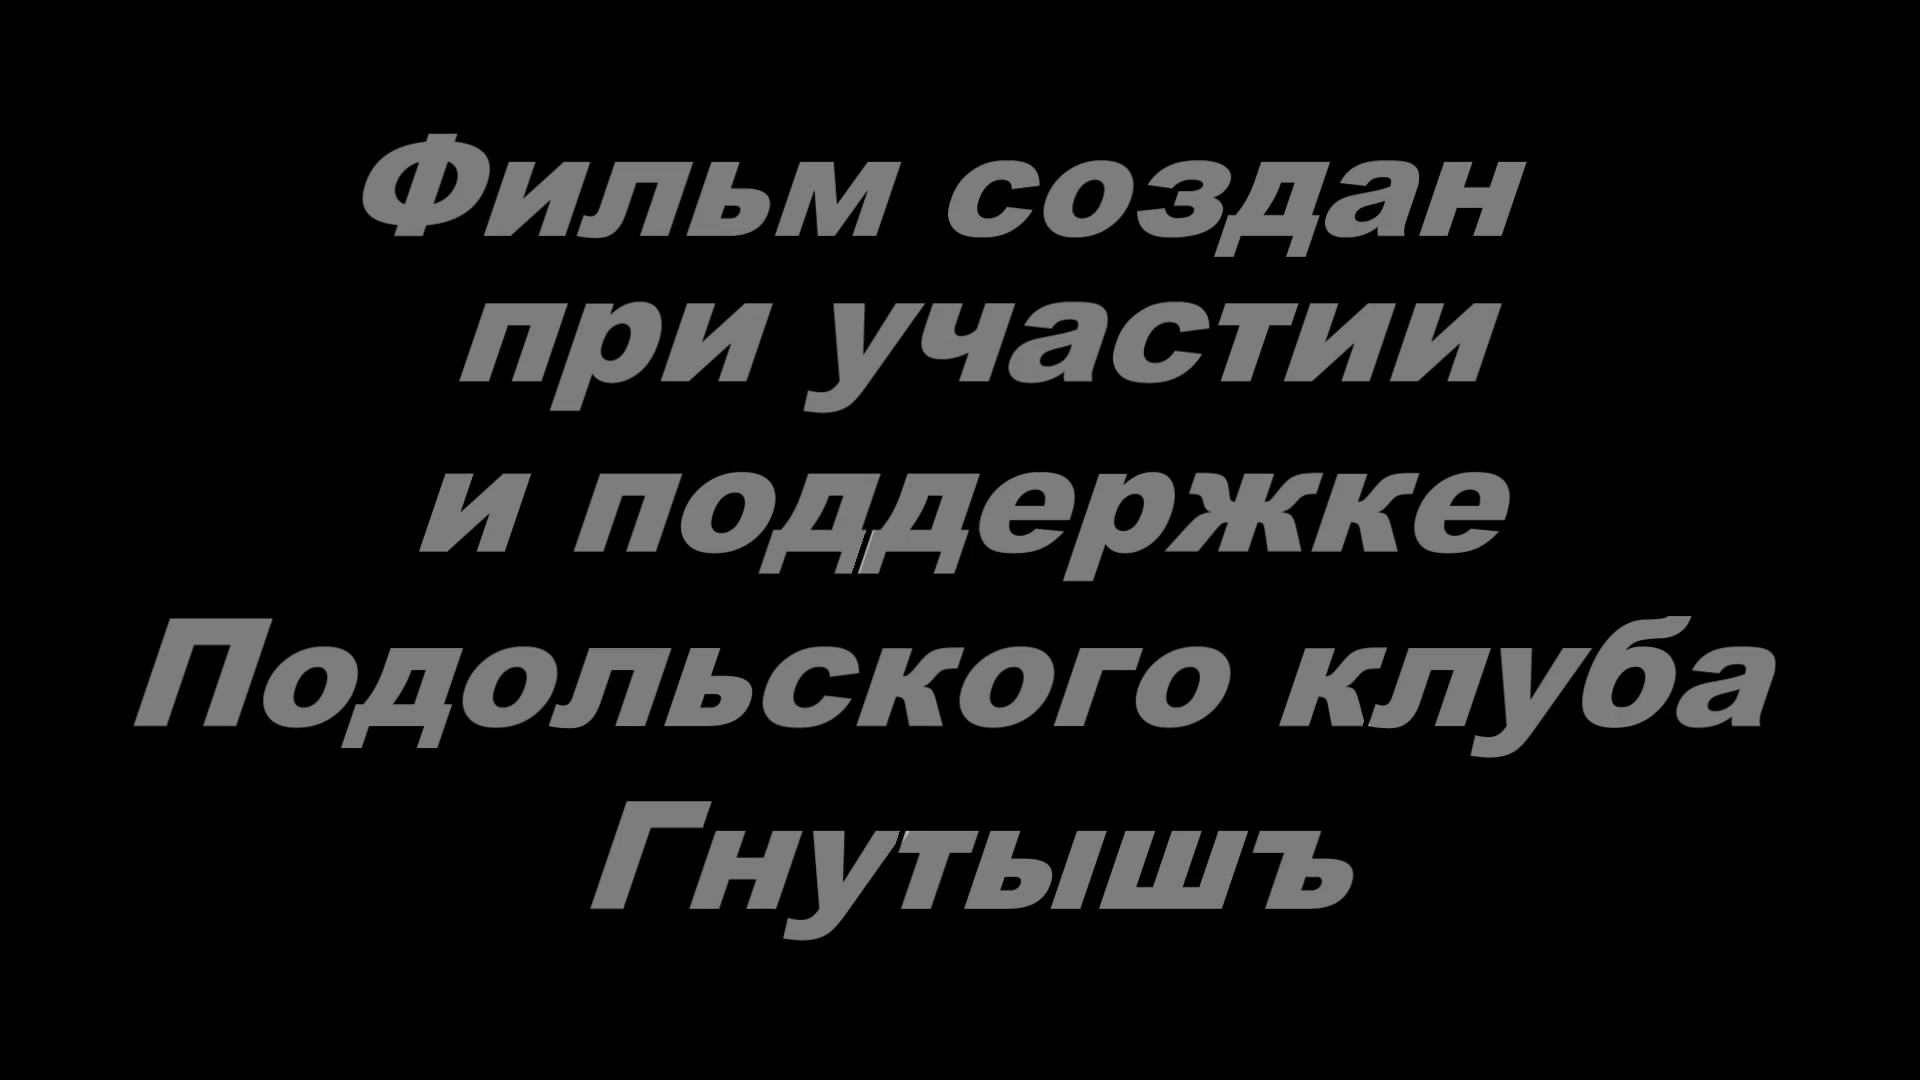 Фильм создан
при участии
и поддержке
Подольского клуба
Гнутышъ